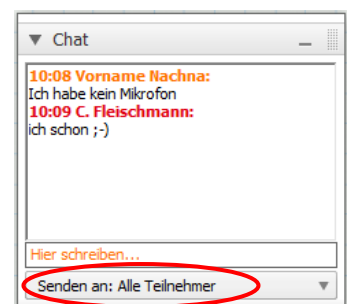 Chat
10:08 Vorname Nachna:
Ich habe kein Mikrofon
10:09 C. Fleischmann:
ich schon ;-)
Hier schreiben...
Senden an: Alle Teilnehmer